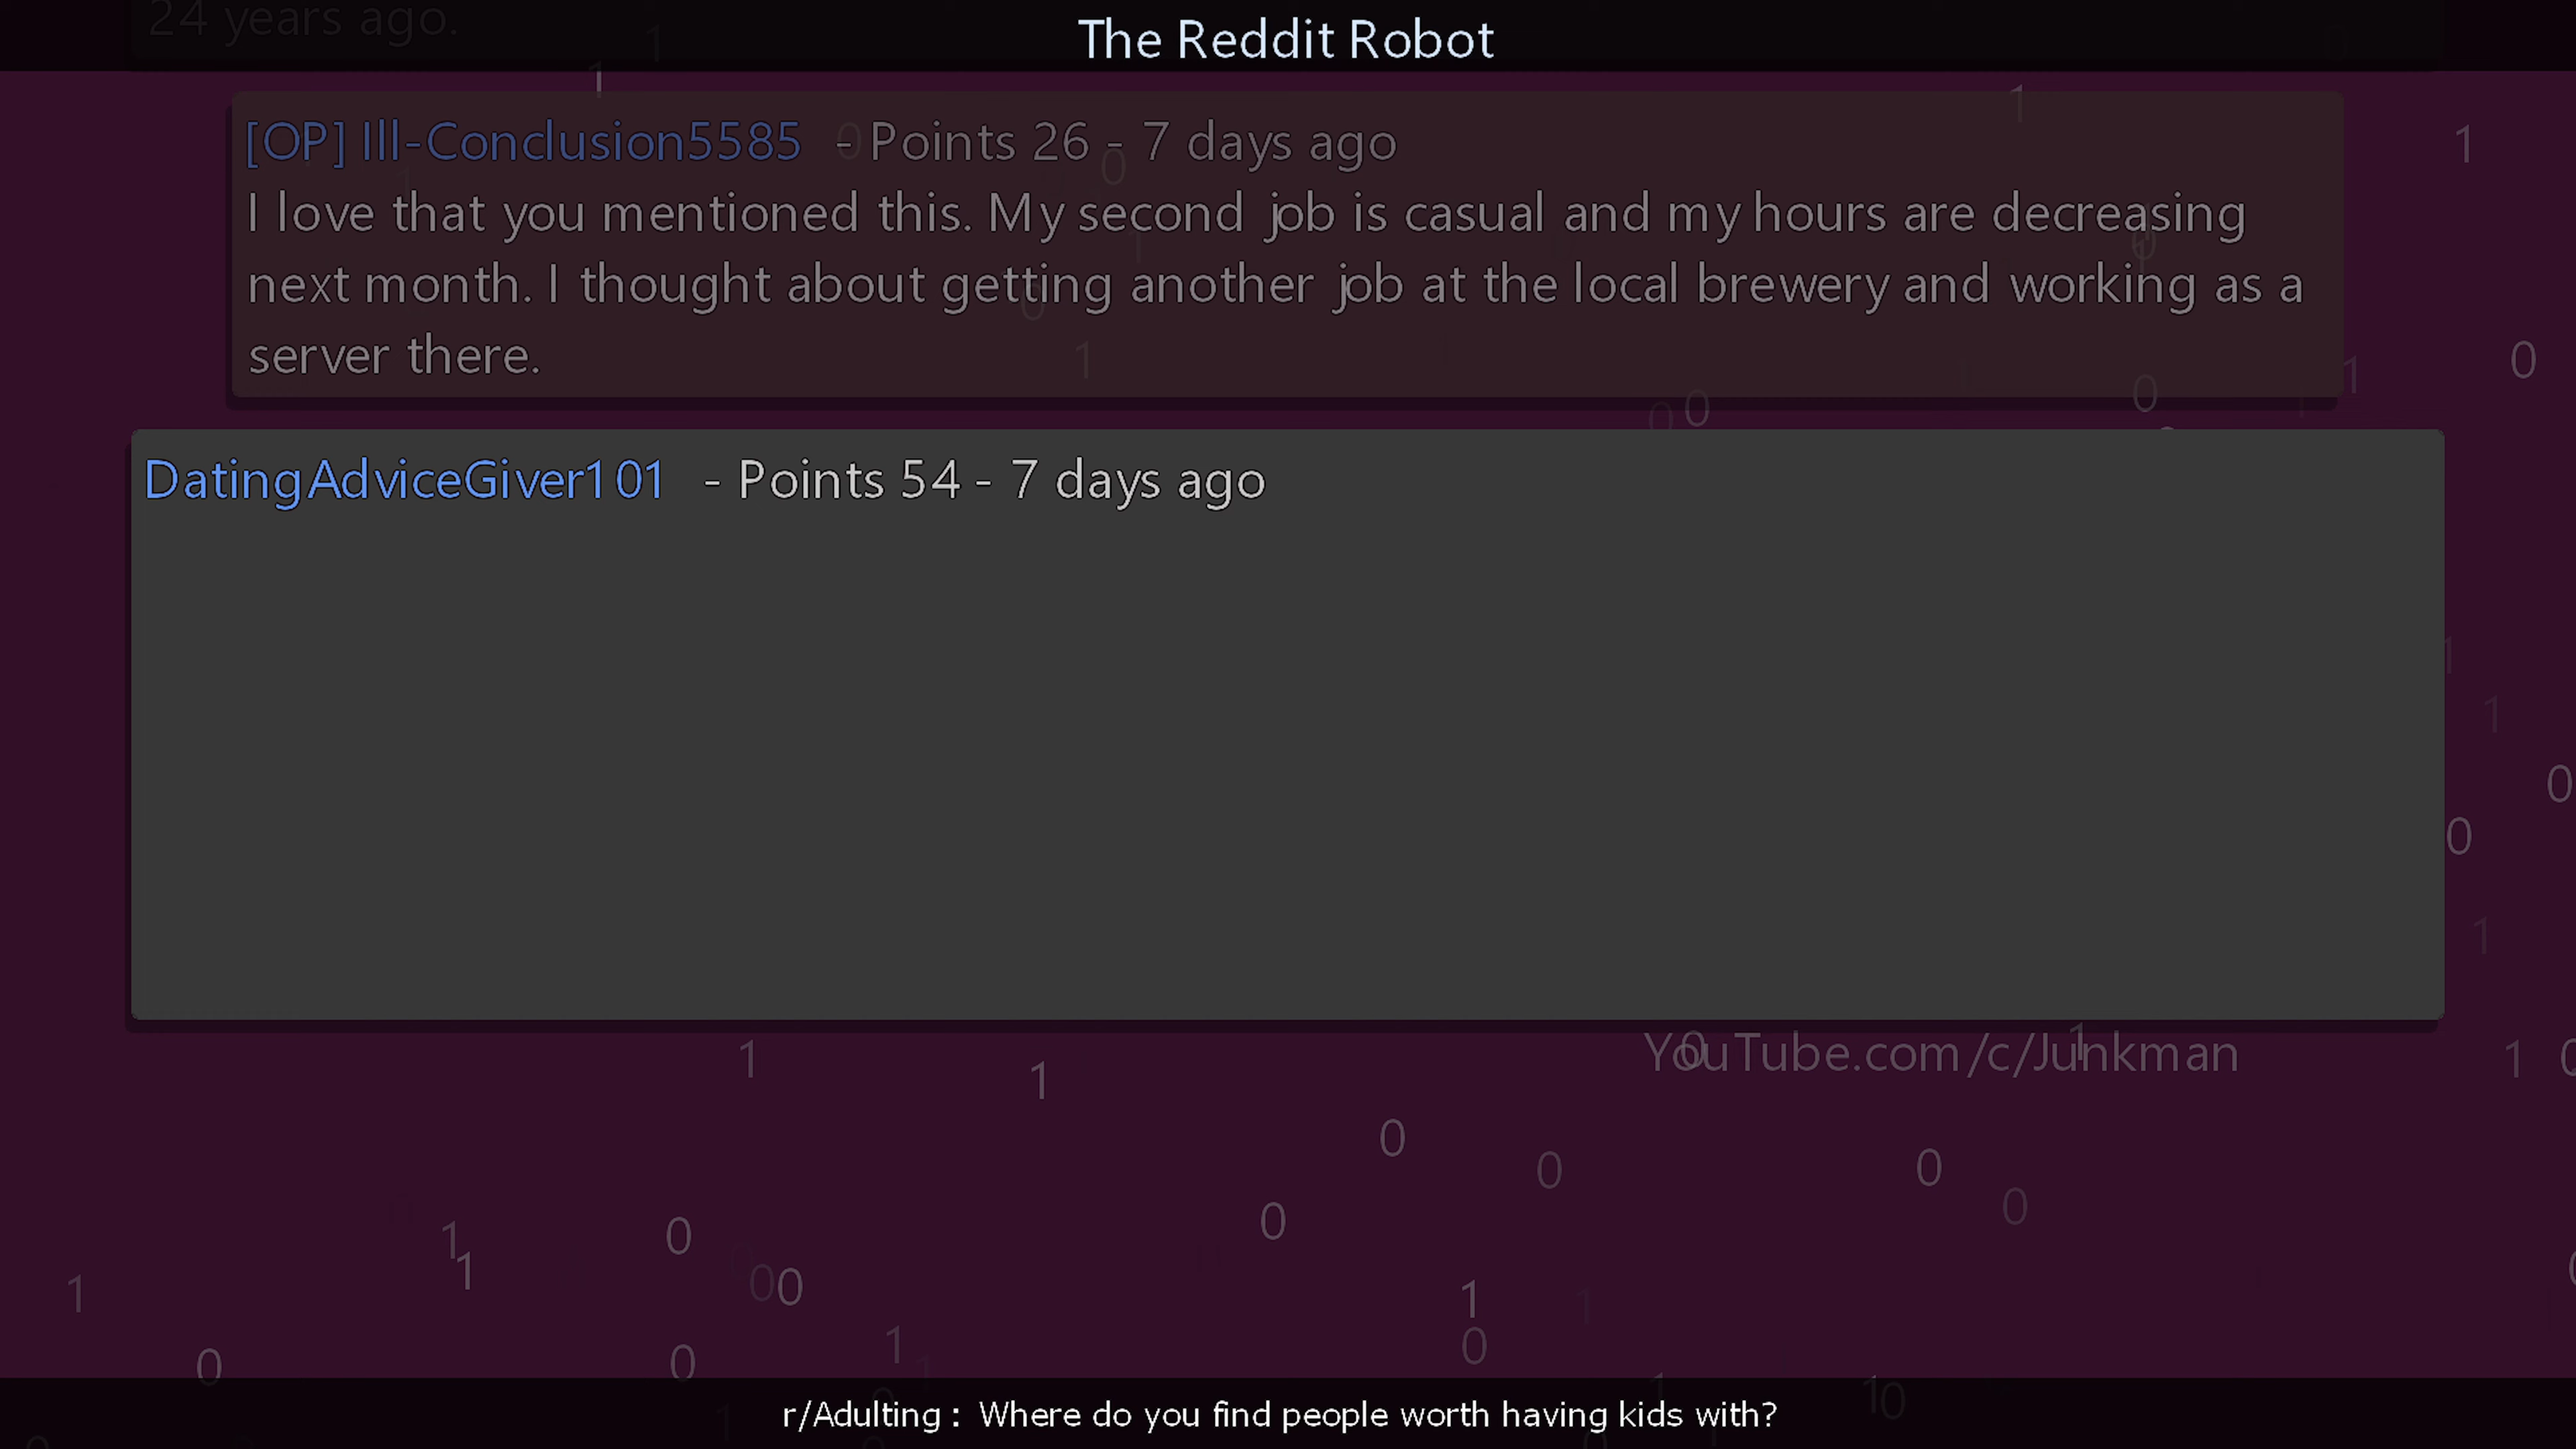 24 years ago.
The Reddit Robot
[OP] Ill-Conclusion5585 - Points 26 - 7 days ago
I love that you mentioned this. My second job is casual and my hours are decreasing
next month. I thought about getting another job at the local brewery and working as a
server there.
DatingAdviceGiver101 - Points 54 - 7 days ago
YouTube.com/c/Junkman
r/Adulting : Where do you find people worth having kids with?